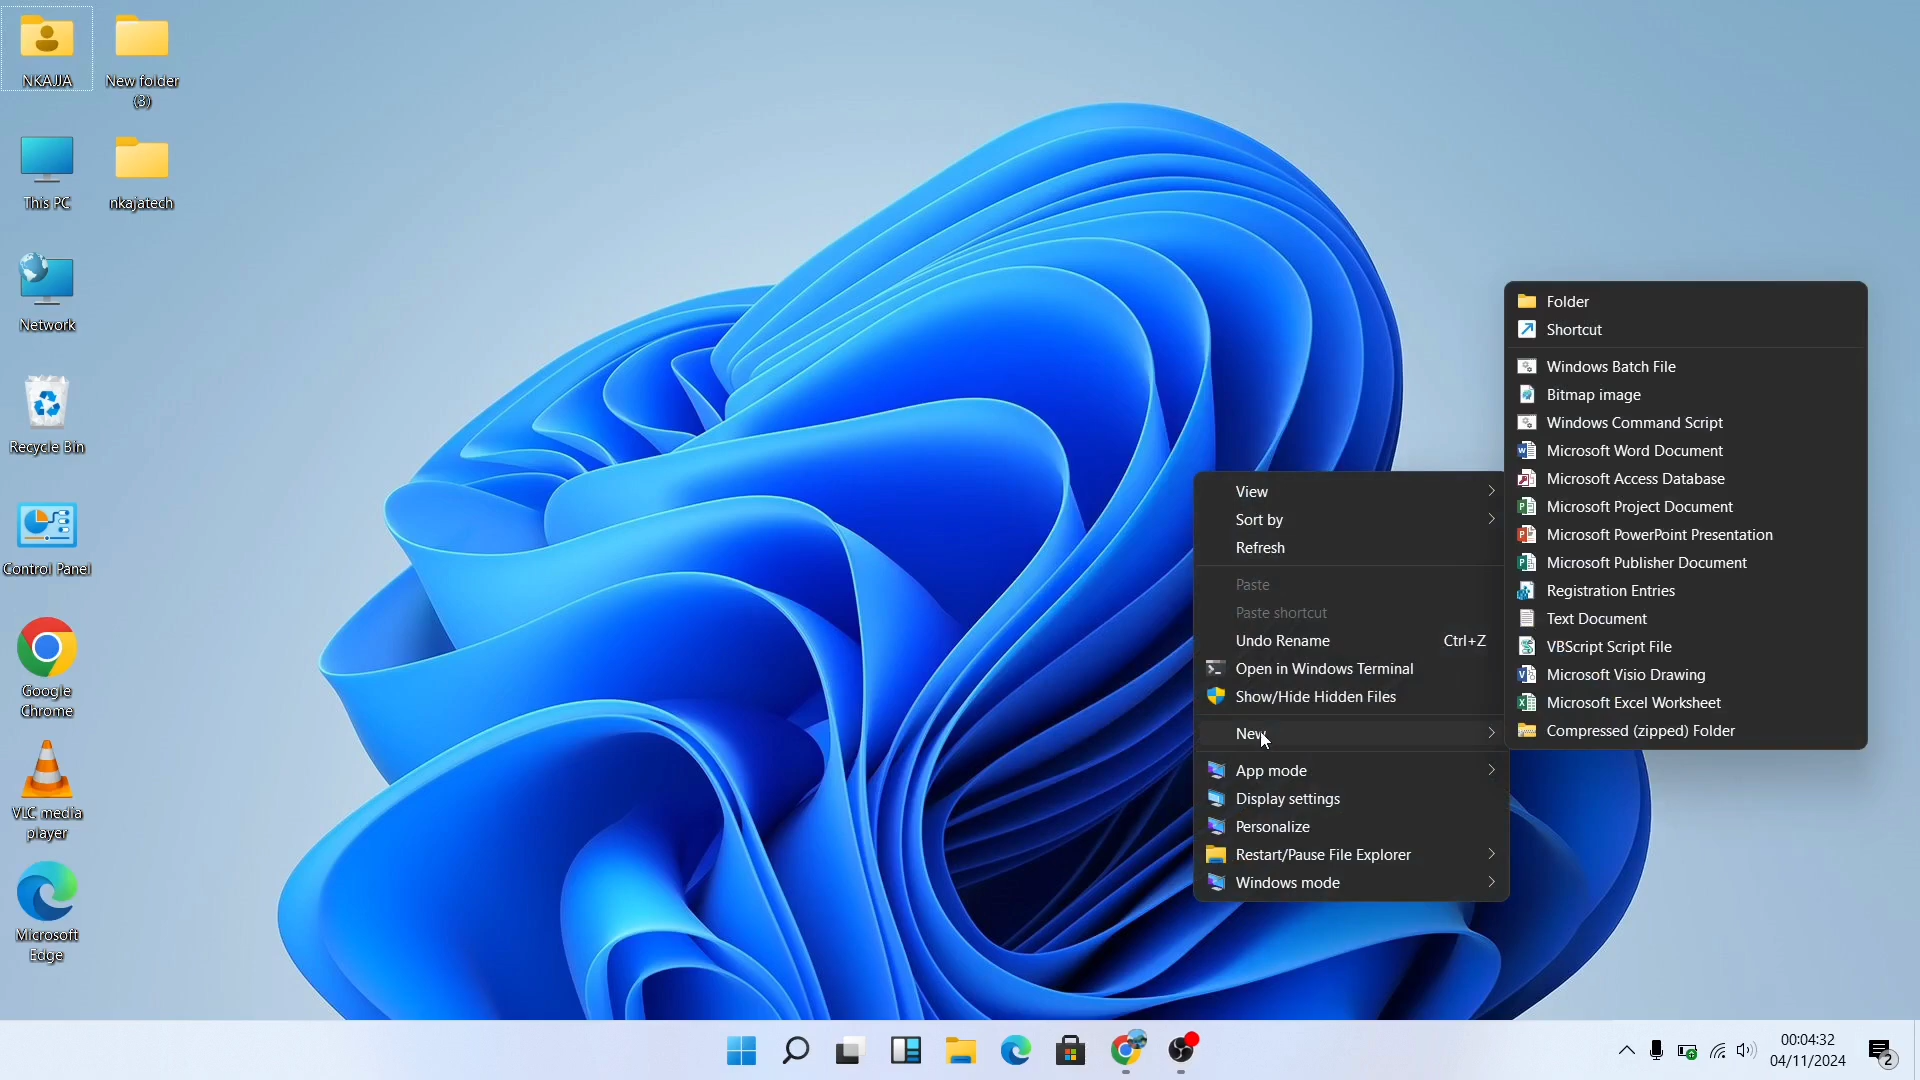 NKAJJA
New folder
(3)
This PC
nkajatech
Network
Recycle Bin
Control Panel
Google
Chrome
VLC media
player
Microsoft
Edge
View
Sort by
Refresh
Paste
Paste shortcut
Undo Rename Ctrl+Z
Open in Windows Terminal
Show/Hide Hidden Files
New
App mode
Display settings
Personalize
Restart/Pause File Explorer
Windows mode
Folder
Shortcut
Windows Batch File
Bitmap image
Windows Command Script
Microsoft Word Document
Microsoft Access Database
Microsoft Project Document
Microsoft PowerPoint Presentation
Microsoft Publisher Document
Registration Entries
Text Document
VBScript Script File
Microsoft Visio Drawing
Microsoft Excel Worksheet
Compressed (zipped) Folder
00:04:32
04/11/2024
2